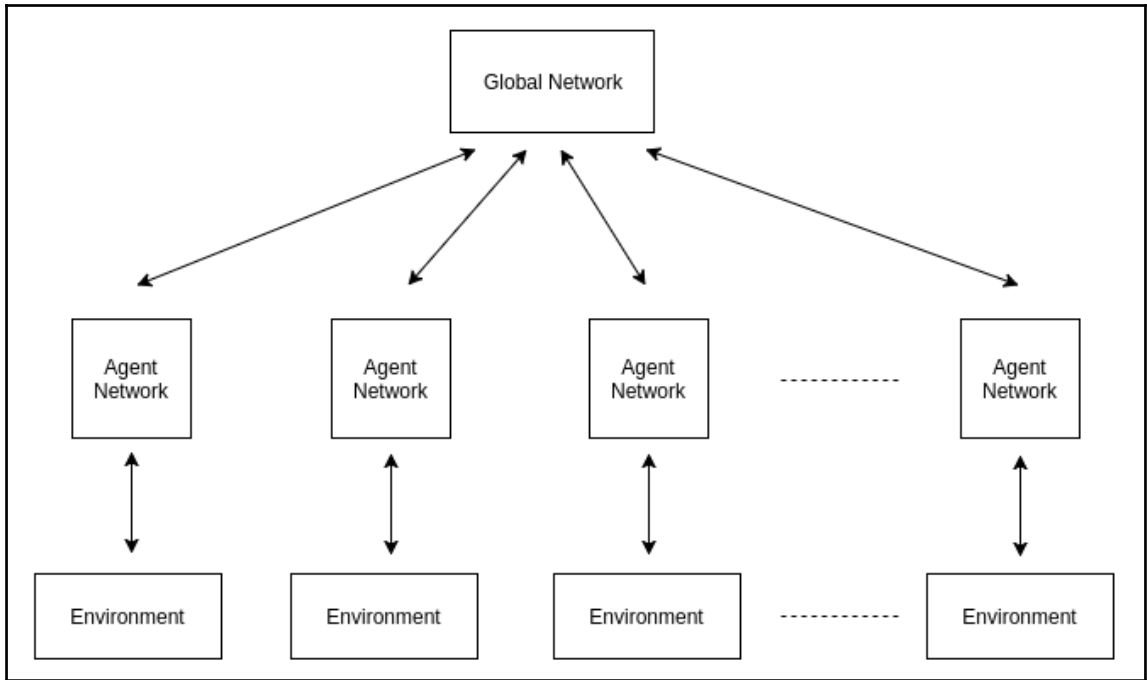 Global Network
Agent
Network
Agent
Network
Agent
Network
Agent
Network
Environment
Environment
Environment
Environment